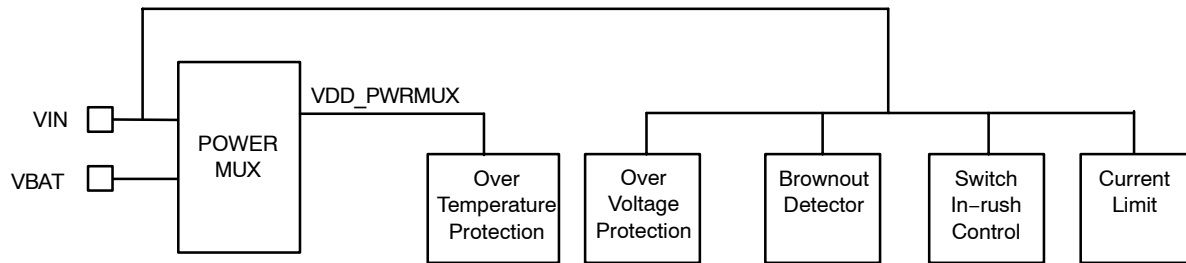 VIN
VBAT
POWER
MUX
VDD_PWRMUX
Over
Temperature
Protection
Over
Voltage
Protection
Brownout
Detector
Switch
In−rush
Control
Current
Limit